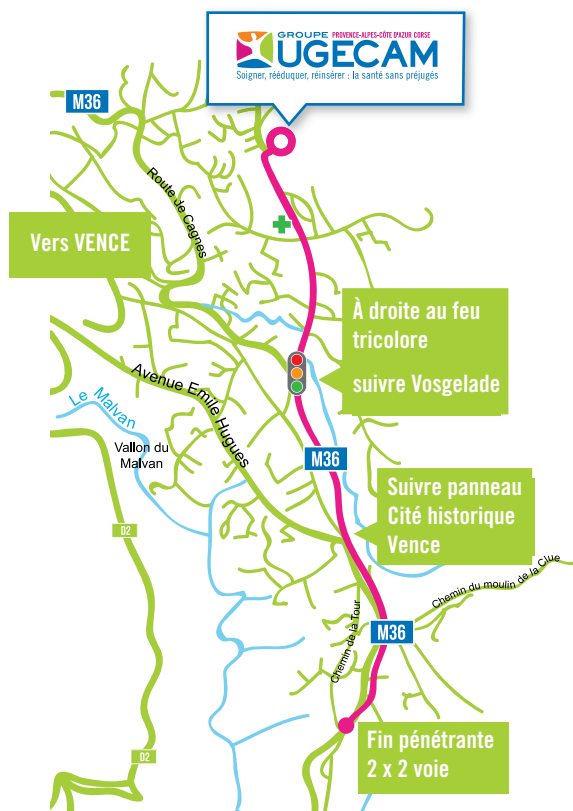 GROUPE PROVENCE-ALPES-CÔTE D'AZUR CORSE
UGECAM
Soigner, rééduquer, réinsérer : la santé sans préjugés
M36
Route de Cagnes
Vers VENCE
À droite au feu
tricolore
suivre Vosgelade
Avenue Emile Hugues
Le Malvan
Vallon du
Malvan
M36
Suivre panneau
Cité historique
Vence
D2
Chemin du moulin de la Clue
Chemin de la Tour
M36
Fin pénétrante
2 x 2 voie
D2